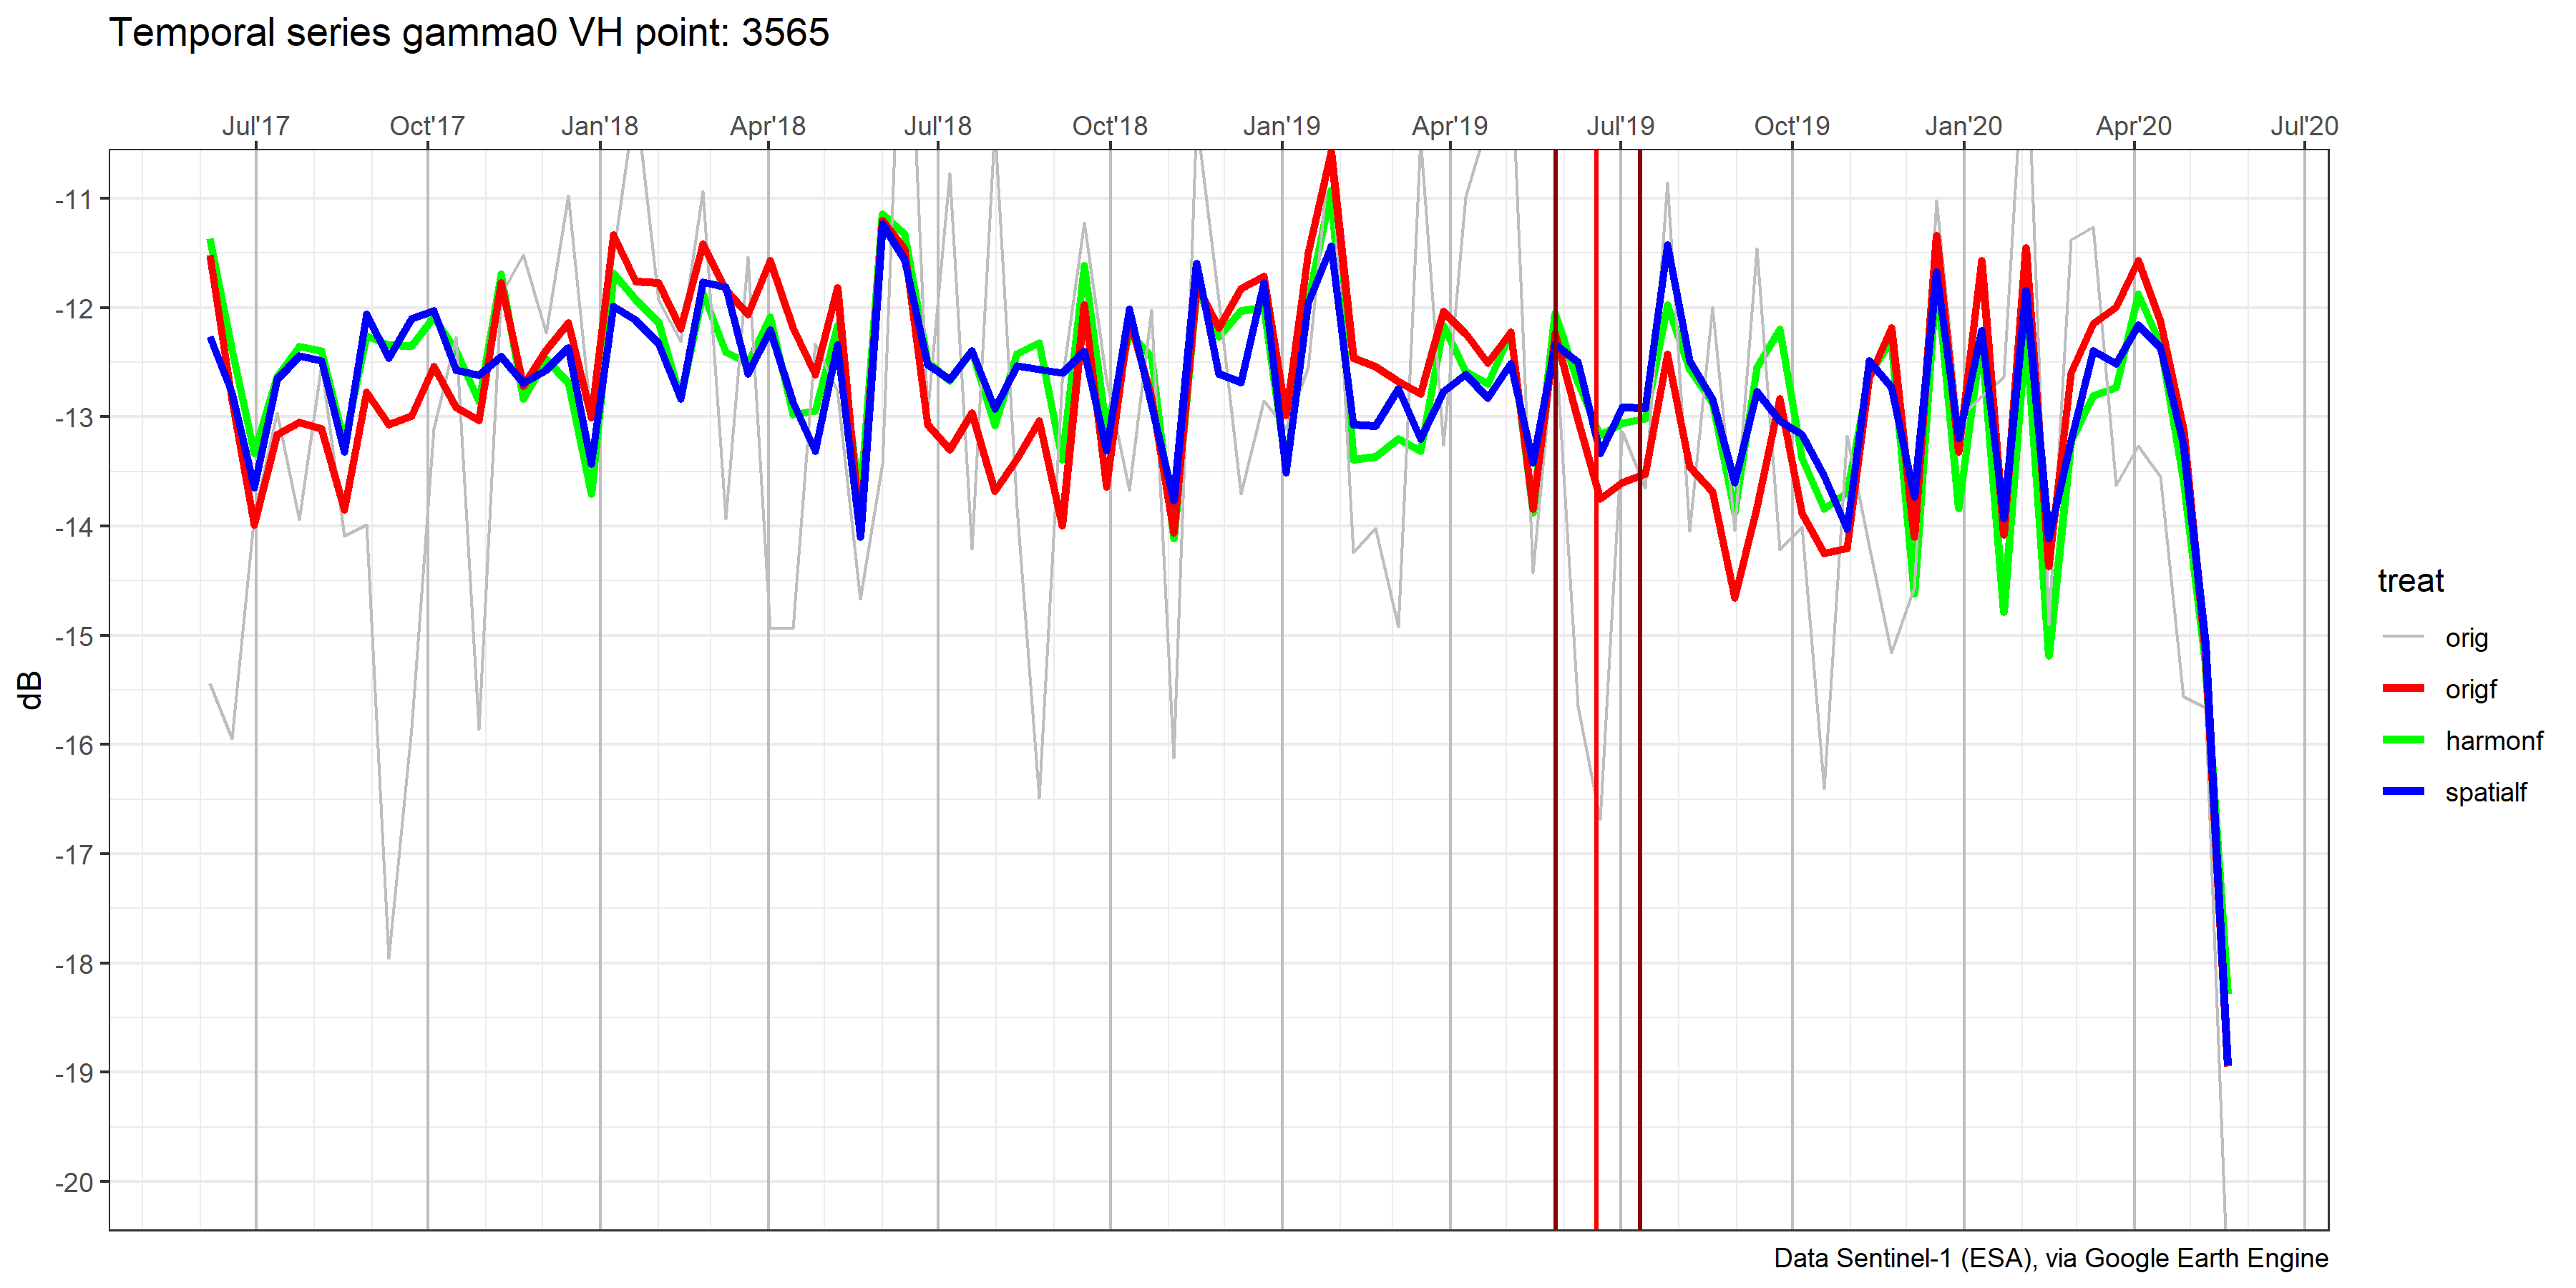 Temporal series gamma0 VH point: 3565
Jul'17 Oct'17 Jan'18 Apr'18 Jul'18 Oct'18 Jan'19 Apr'19 Jul'19 Oct'19 Jan'20 Apr'20 Jul'20
-11
-12
-13
-14
-15
-16
-17
-18
-19
-20
dB
treat
orig
origf
harmonf
spatialf
Data Sentinel-1 (ESA), via Google Earth Engine